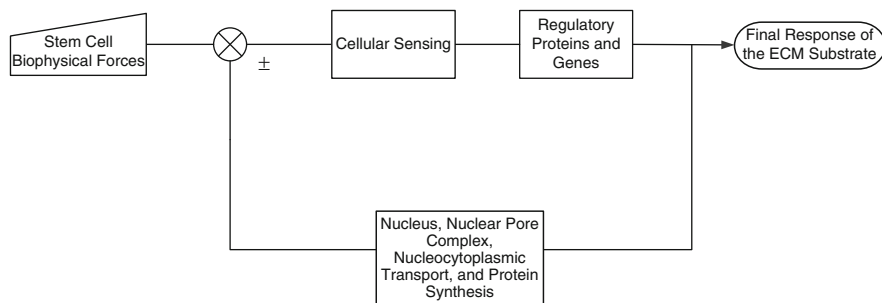 Stem Cell
Biophysical Forces
±
Cellular Sensing
Regulatory
Proteins and
Genes
Final Response of
the ECM Substrate
Nucleus, Nuclear Pore
Complex,
Nucleocytoplasmic
Transport, and Protein
Synthesis